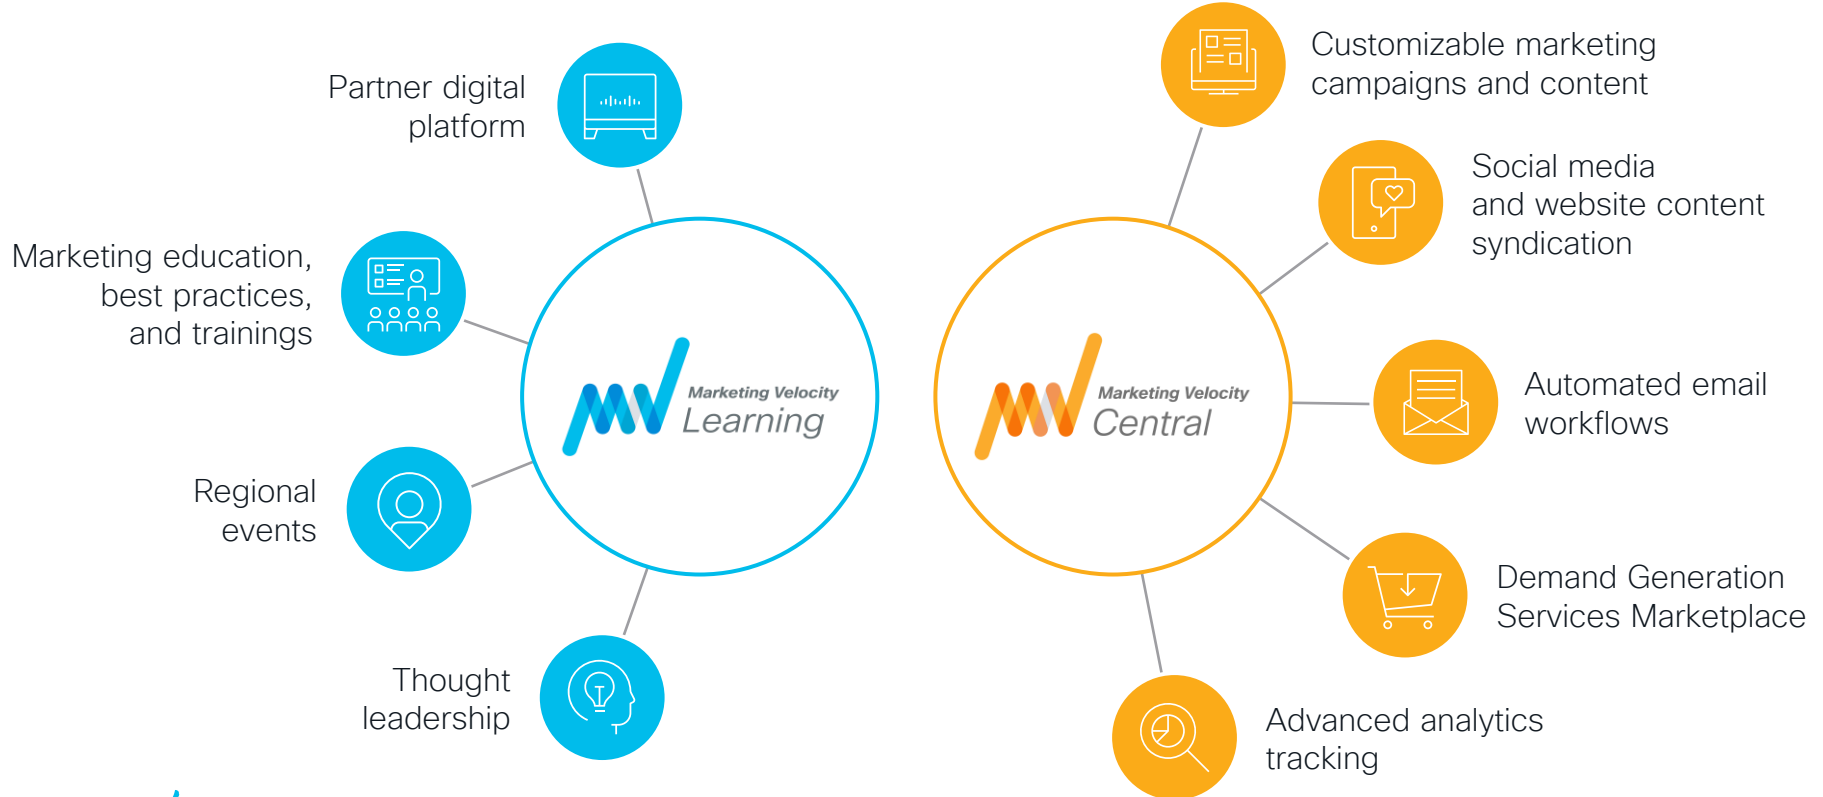 Partner digital
platform
Marketing education,
best practices,
and trainings
Regional
events
Thought
leadership
Marketing Velocity
Learning
Marketing Velocity
Central
Customizable marketing
campaigns and content
Social media
and website content
syndication
Automated email
workflows
Demand Generation
Services Marketplace
Advanced analytics
tracking